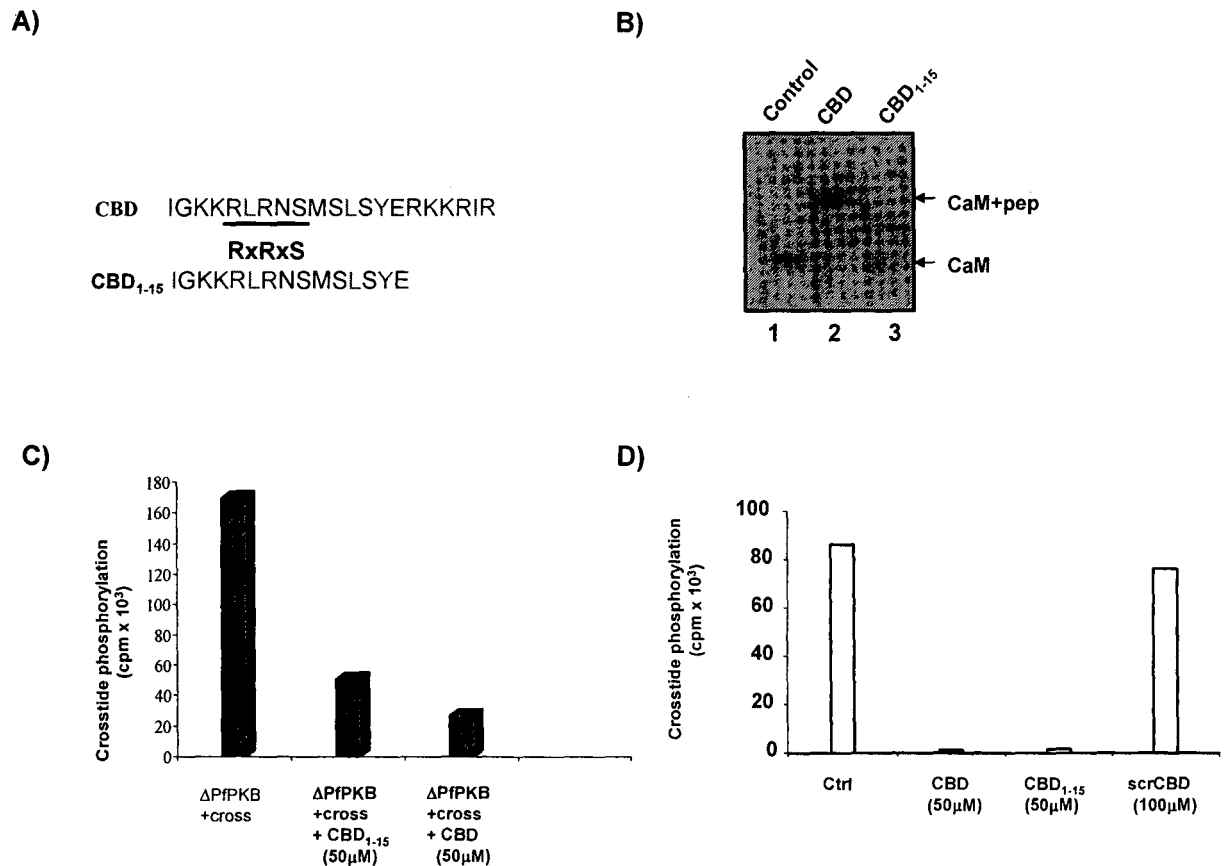 A)
CBD IGKKRLRNSMSLSYERKKRIR
RxRxS
CBD1-15 IGKKRLRNSMSLSYE
B)
Control CBD CBD1-15
CaM+pep
CaM
1 2 3
C)
Crosstide phosphorylation
(cpm x 10³)
180
160
140
120
100
80
60
40
20
0
ΔPfPKB
+cross
ΔPfPKB
+cross
+ CBD1-15
(50µM)
ΔPfPKB
+cross
+ CBD
(50µM)
D)
Crosstide phosphorylation
(cpm x 10³)
100
80
60
40
20
0
Ctrl
CBD
(50µM)
CBD1-15
(50µM)
scrCBD
(100µM)